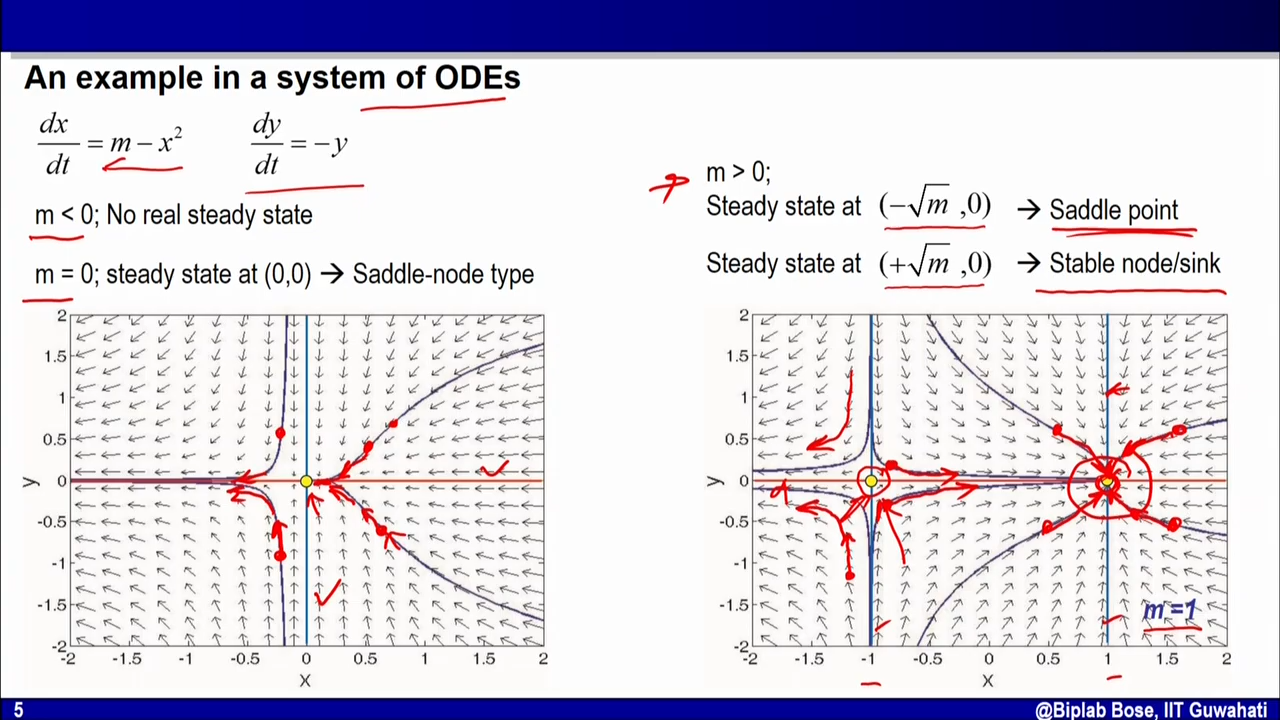 An example in a system of ODEs
dx/dt = m − x²    dy/dt = −y
m < 0; No real steady state
m = 0; steady state at (0,0) → Saddle-node type
m > 0;
Steady state at (−√m ,0) → Saddle point
Steady state at (+√m ,0) → Stable node/sink
2
1.5
1
0.5
0
-0.5
-1
-1.5
-2
y
-2 -1.5 -1 -0.5 0 0.5 1 1.5 2
x
2
1.5
1
0.5
0
-0.5
-1
-1.5
-2
y
m =1
-2 -1.5 -1 -0.5 0 0.5 1 1.5 2
x
5
@Biplab Bose, IIT Guwahati